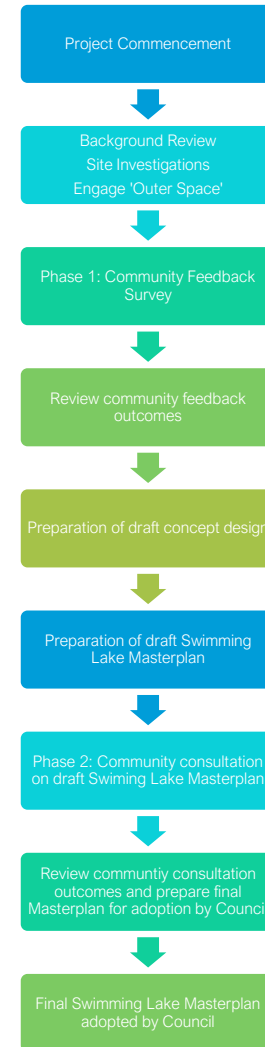 Project Commencement
Background Review
Site Investigations
Engage 'Outer Space'
Phase 1: Community Feedback
Survey
Review community feedback
outcomes
Preparation of draft concept design
Preparation of draft Swimming
Lake Masterplan
Phase 2: Community consultation
on draft Swiming Lake Masterplan
Review communtiy consultation
outcomes and prepare final
Masterplan for adoption by Council
Final Swimming Lake Masterplan
adopted by Council